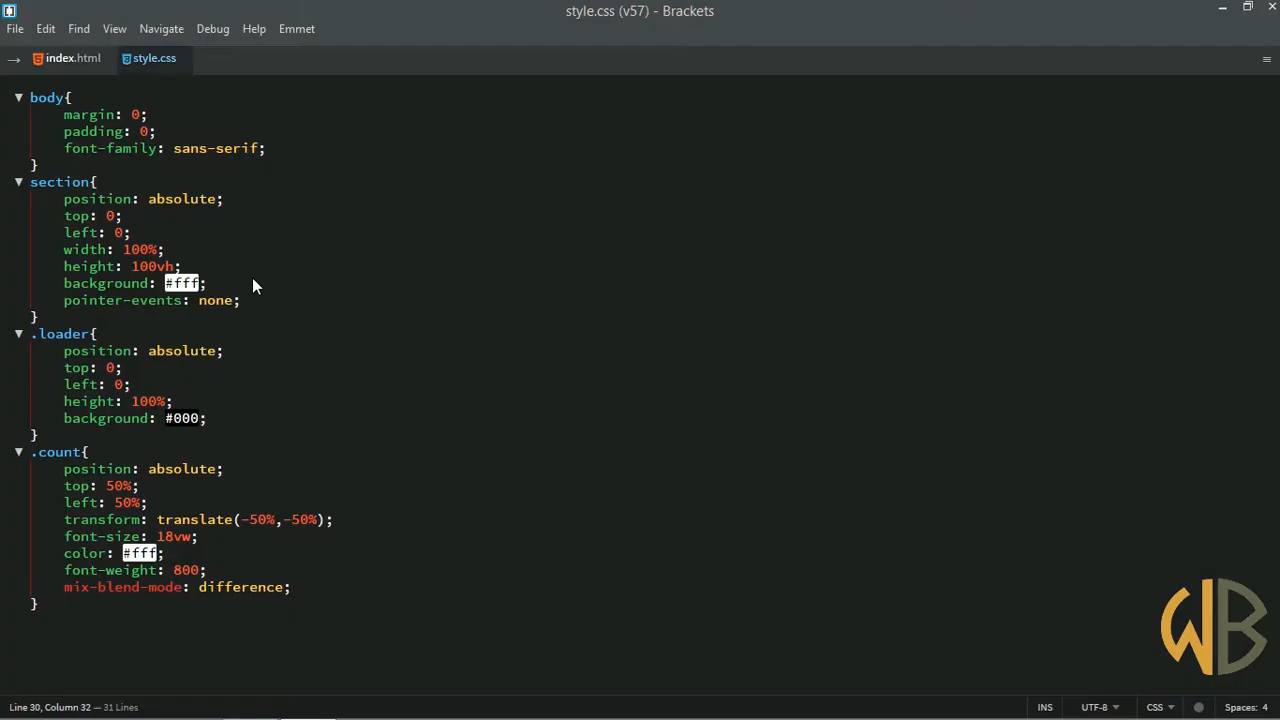 style.css (v57) - Brackets
File Edit Find View Navigate Debug Help Emmet
index.html style.css
body{
margin: 0;
padding: 0;
font-family: sans-serif;
}
section{
position: absolute;
top: 0;
left: 0;
width: 100%;
height: 100vh;
background: #fff;
pointer-events: none;
}
.loader{
position: absolute;
top: 0;
left: 0;
height: 100%;
background: #000;
}
.count{
position: absolute;
top: 50%;
left: 50%;
transform: translate(-50%,-50%);
font-size: 18vw;
color: #fff;
font-weight: 800;
mix-blend-mode: difference;
}
WB
Line 30, Column 32 — 31 Lines INS UTF-8 CSS Spaces: 4